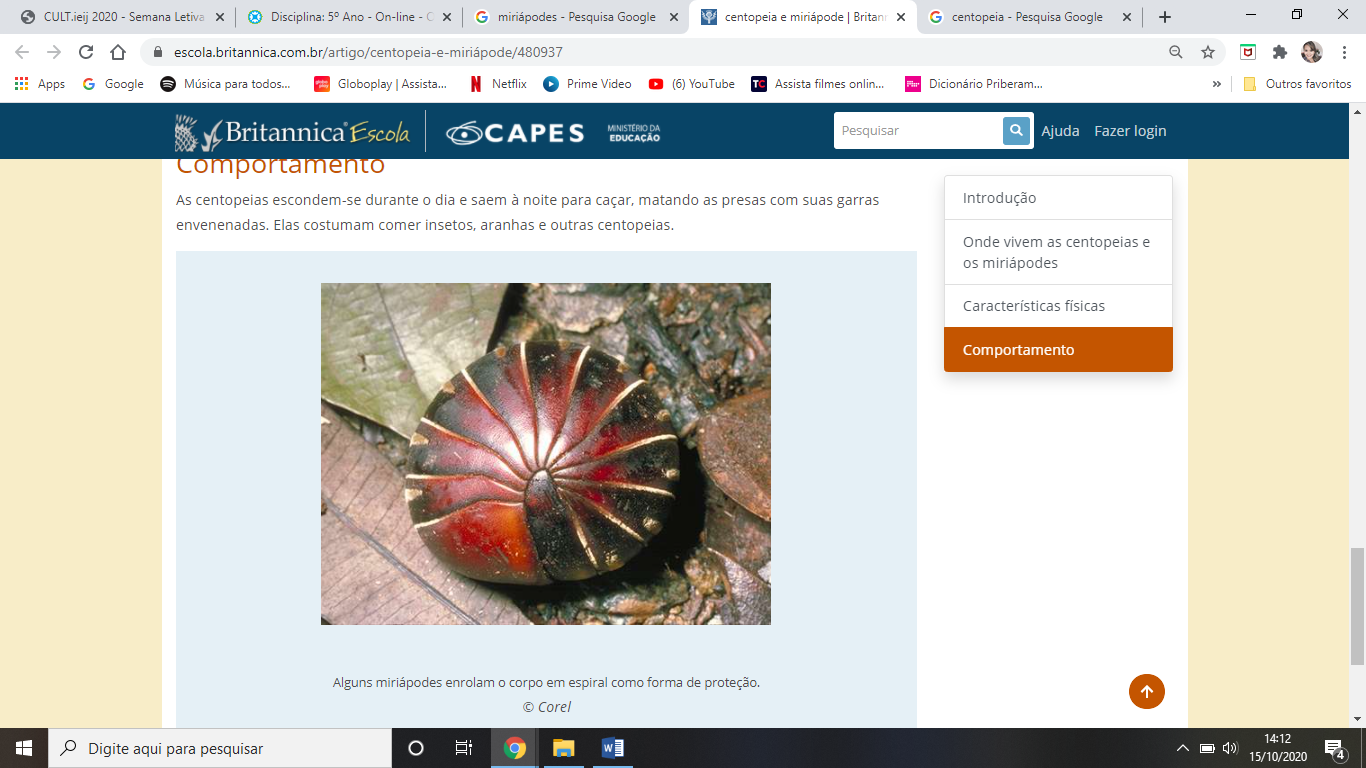 CULT.ieij 2020 - Semana Letiva
Disciplina: 5º Ano - On-line - C
miriápodes - Pesquisa Google
centopeia e miriápode | Britann
centopeia - Pesquisa Google
escola.britannica.com.br/artigo/centopeia-e-miriápode/480937
Apps
Google
Música para todos...
Globoplay | Assista...
Netflix
Prime Video
(6) YouTube
Assista filmes onlin...
Dicionário Priberam...
Outros favoritos
Britannica Escola
CAPES
MINISTÉRIO DA
EDUCAÇÃO
Pesquisar
Ajuda
Fazer login
Comportamento
As centopeias escondem-se durante o dia e saem à noite para caçar, matando as presas com suas garras
envenenadas. Elas costumam comer insetos, aranhas e outras centopeias.
Introdução
Onde vivem as centopeias e
os miriápodes
Características físicas
Comportamento
Alguns miriápodes enrolam o corpo em espiral como forma de proteção.
© Corel
Digite aqui para pesquisar
14:12
15/10/2020
4